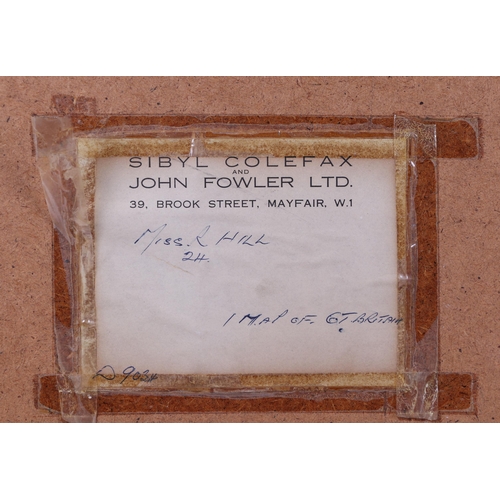 SIBYL COLEFAX
AND
JOHN FOWLER LTD.
39, BROOK STREET, MAYFAIR, W.1
MISS. R HILL
24.
1 MAP OF. GT. BRITAIN